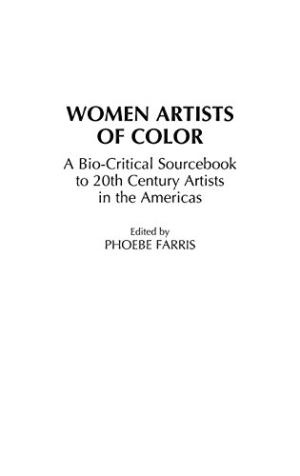 WOMEN ARTISTS
OF COLOR
A Bio-Critical Sourcebook
to 20th Century Artists
in the Americas
Edited by
PHOEBE FARRIS